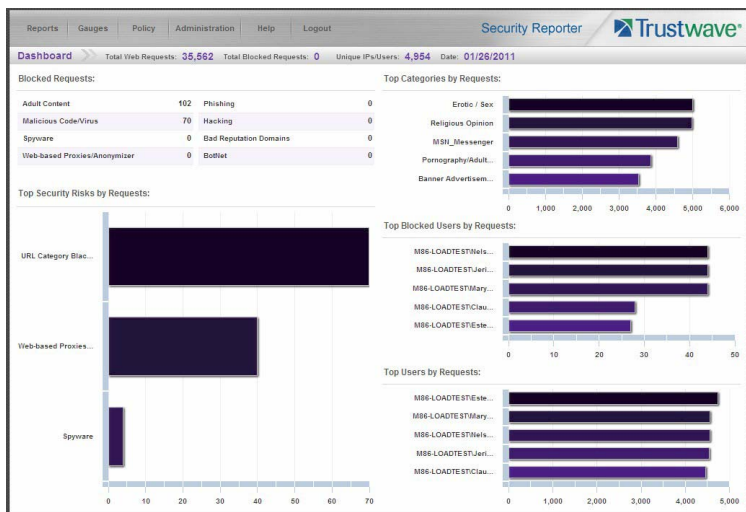 Reports Gauges Policy Administration Help Logout
Security Reporter
Trustwave®
Dashboard Total Web Requests: 35,562 Total Blocked Requests: 0 Unique IPs/Users: 4,954 Date: 01/26/2011
Blocked Requests:
Adult Content 102 Phishing 0
Malicious Code/Virus 70 Hacking 0
Spyware 0 Bad Reputation Domains 0
Web-based Proxies/Anonymizer 0 BotNet 0
Top Security Risks by Requests:
URL Category Blac...
Web-based Proxies...
Spyware
0 10 20 30 40 50 60 70
Top Categories by Requests:
Erotic / Sex
Religious Opinion
MSN_Messenger
Pornography/Adult...
Banner Advertisem...
0 1,000 2,000 3,000 4,000 5,000 6,000
Top Blocked Users by Requests:
M86-LOADTEST\Nels...
M86-LOADTEST\Jeri...
M86-LOADTEST\Mary...
M86-LOADTEST\Clau...
M86-LOADTEST\Este...
0 10 20 30 40 50
Top Users by Requests:
M86-LOADTEST\Este...
M86-LOADTEST\Mary...
M86-LOADTEST\Nels...
M86-LOADTEST\Jeri...
M86-LOADTEST\Clau...
0 1,000 2,000 3,000 4,000 5,000